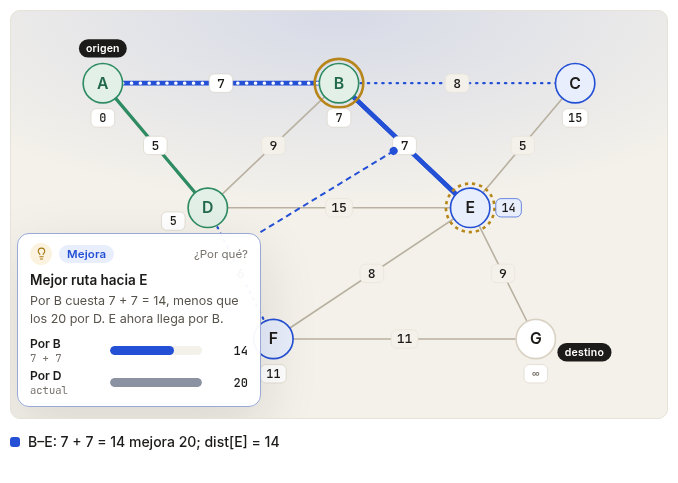 origen
A
7
B
8
C
0
7
15
5
9
7
5
D
15
E
14
5
Mejora
¿Por qué?
Mejor ruta hacia E
Por B cuesta 7 + 7 = 14, menos que
los 20 por D. E ahora llega por B.
Por B
7 + 7
14
Por D
actual
20
8
9
F
11
G
destino
11
∞
B–E: 7 + 7 = 14 mejora 20; dist[E] = 14